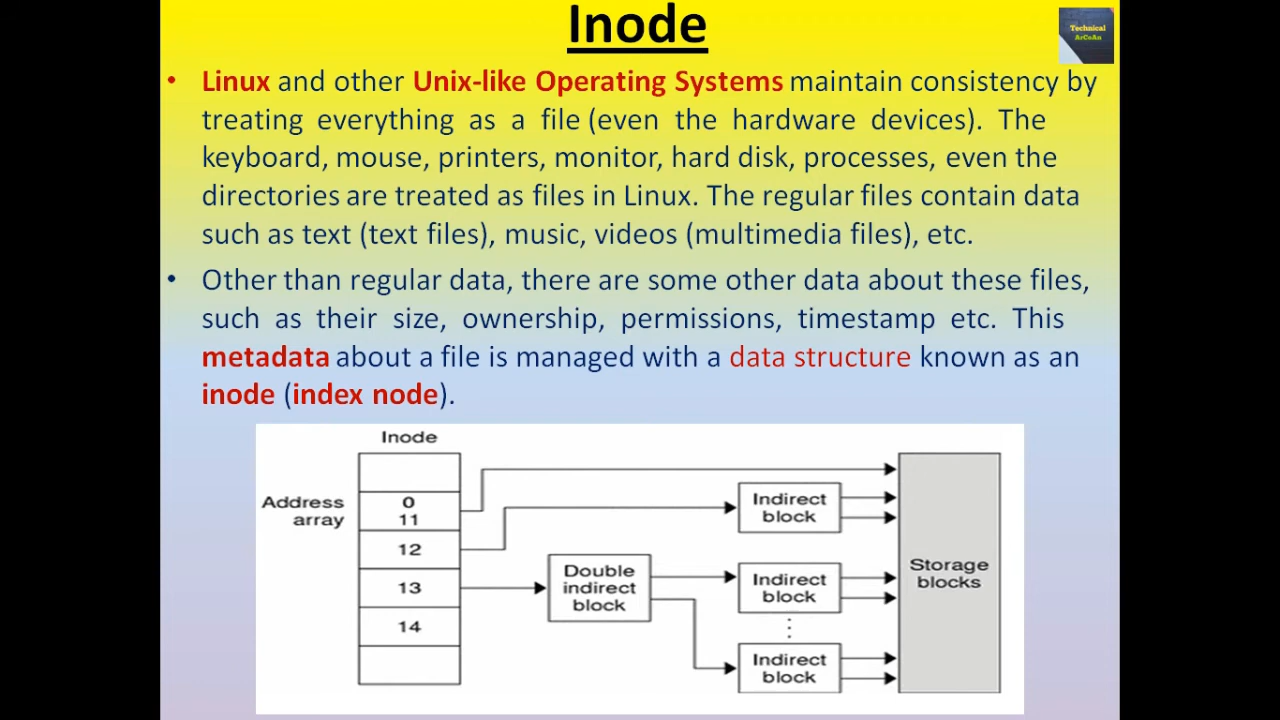 Inode
Technical
ArCoAn
• Linux and other Unix-like Operating Systems maintain consistency by
treating everything as a file (even the hardware devices). The
keyboard, mouse, printers, monitor, hard disk, processes, even the
directories are treated as files in Linux. The regular files contain data
such as text (text files), music, videos (multimedia files), etc.
• Other than regular data, there are some other data about these files,
such as their size, ownership, permissions, timestamp etc. This
metadata about a file is managed with a data structure known as an
inode (index node).
Inode
Address
array
0
11
12
13
14
Double
indirect
block
Indirect
block
Indirect
block
Indirect
block
Storage
blocks